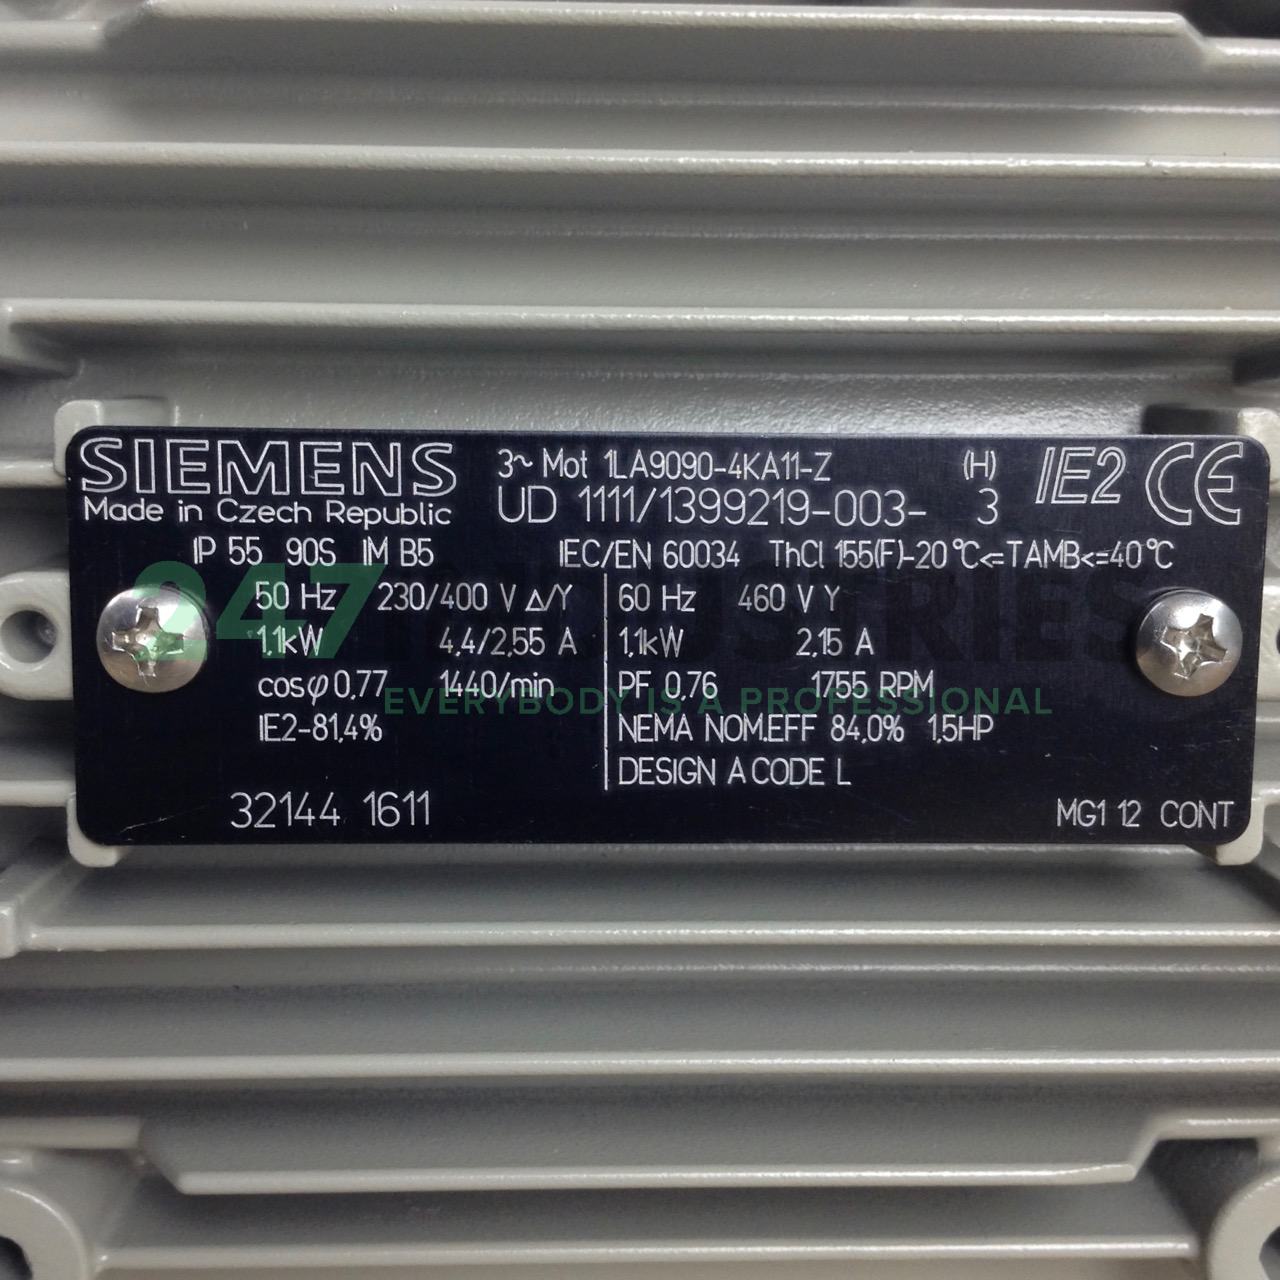 SIEMENS 3~ Mot 1LA9090-4KA11-Z (H) IE2 CE
Made in Czech Republic UD 1111/1399219-003- 3
IP 55 90S IM B5 IEC/EN 60034 ThCl 155(F)-20°C<=TAMB<=40°C
50 Hz 230/400 V Δ/Y 60 Hz 460 V Y
1,1kW 4,4/2,55 A 1,1kW 2,15 A
cosφ 0,77 1440/min PF 0,76 1755 RPM
IE2-81,4% NEMA NOM.EFF 84,0% 1,5HP
DESIGN A CODE L
32144 1611 MG1 12 CONT
247 INDUSTRIES
EVERYBODY IS A PROFESSIONAL